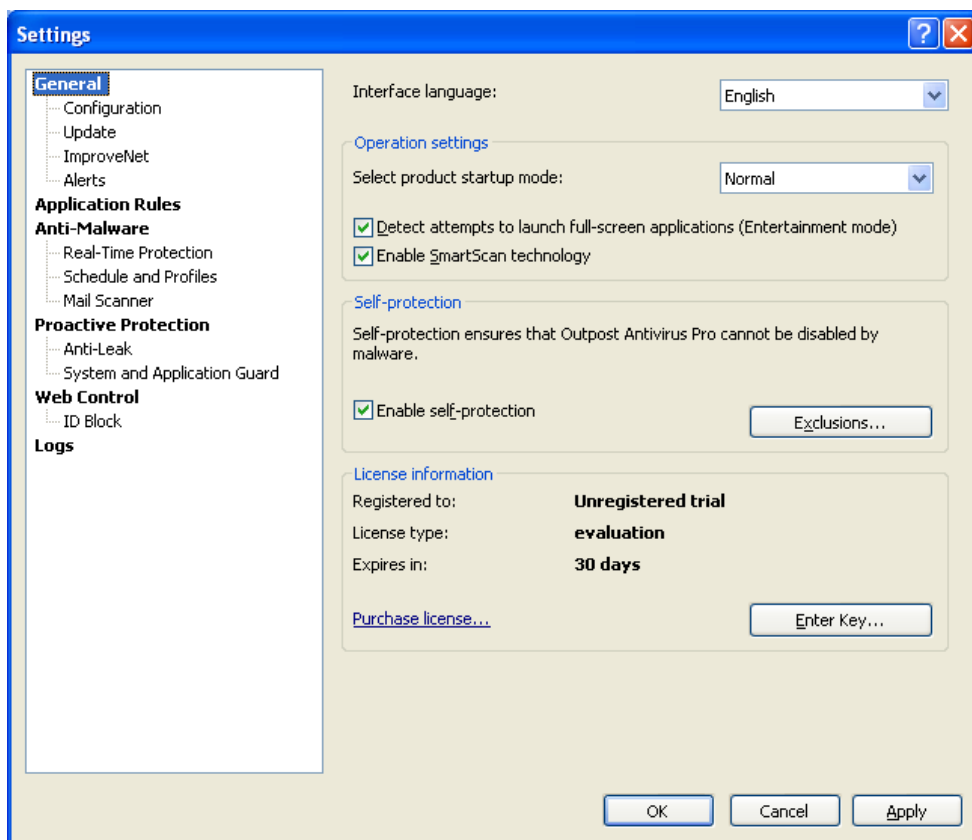 Settings
General
Configuration
Update
ImproveNet
Alerts
Application Rules
Anti-Malware
Real-Time Protection
Schedule and Profiles
Mail Scanner
Proactive Protection
Anti-Leak
System and Application Guard
Web Control
ID Block
Logs
Interface language: English
Operation settings
Select product startup mode: Normal
Detect attempts to launch full-screen applications (Entertainment mode)
Enable SmartScan technology
Self-protection
Self-protection ensures that Outpost Antivirus Pro cannot be disabled by
malware.
Enable self-protection
Exclusions...
License information
Registered to: Unregistered trial
License type: evaluation
Expires in: 30 days
Purchase license...
Enter Key...
OK Cancel Apply